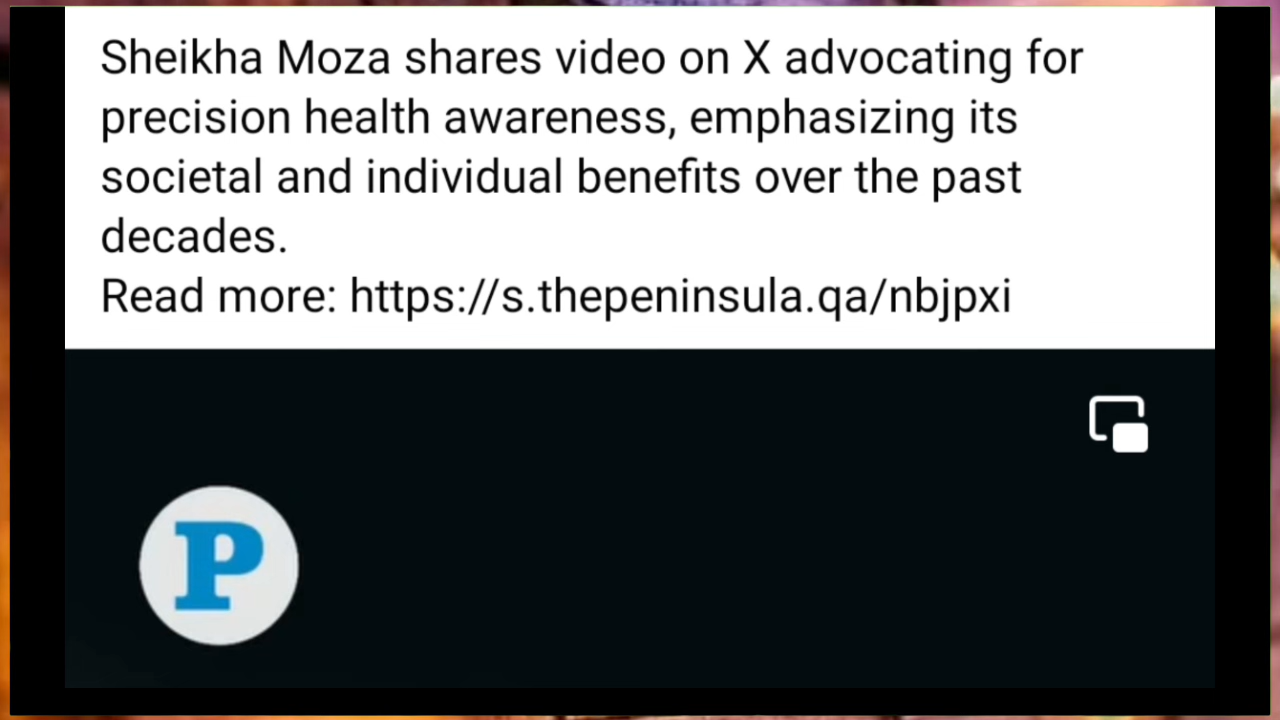 Sheikha Moza shares video on X advocating for
precision health awareness, emphasizing its
societal and individual benefits over the past
decades.
Read more: https://s.thepeninsula.qa/nbjpxi
P